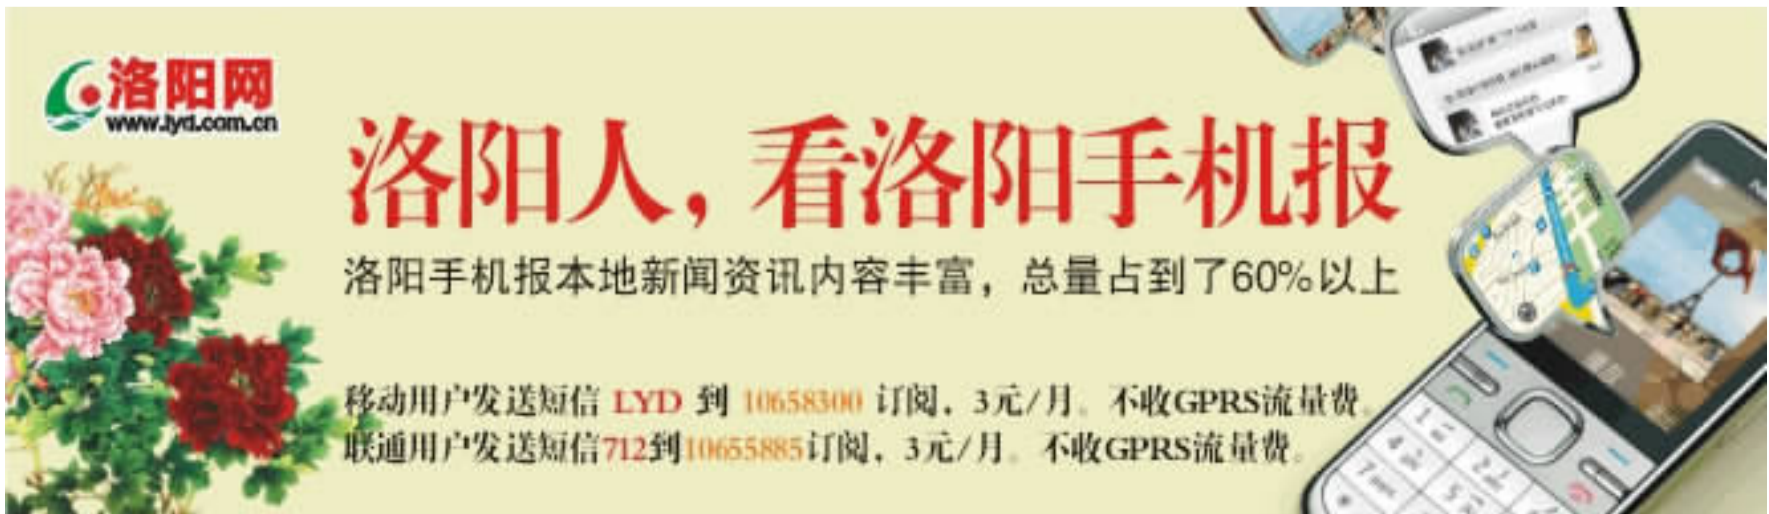 洛阳网
www.lyd.com.cn
洛阳人，看洛阳手机报
洛阳手机报本地新闻资讯内容丰富，总量占到了60%以上
移动用户发送短信 LYD 到 10658300 订阅，3元/月。不收GPRS流量费。
联通用户发送短信712到10655885订阅，3元/月。不收GPRS流量费。